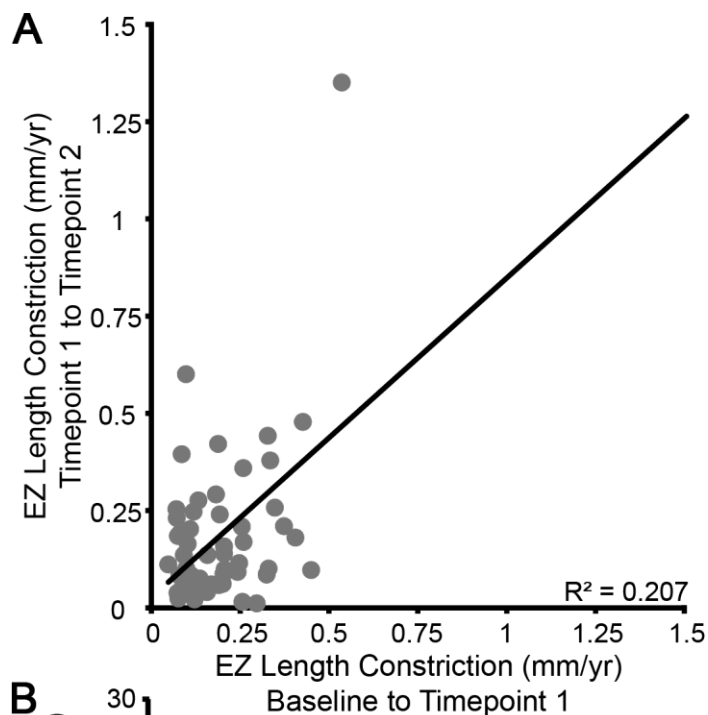 A
1.5
1.25
1
0.75
0.5
0.25
0
EZ Length Constriction (mm/yr)
Timepoint 1 to Timepoint 2
R² = 0.207
0 0.25 0.5 0.75 1 1.25 1.5
EZ Length Constriction (mm/yr)
Baseline to Timepoint 1
B
30